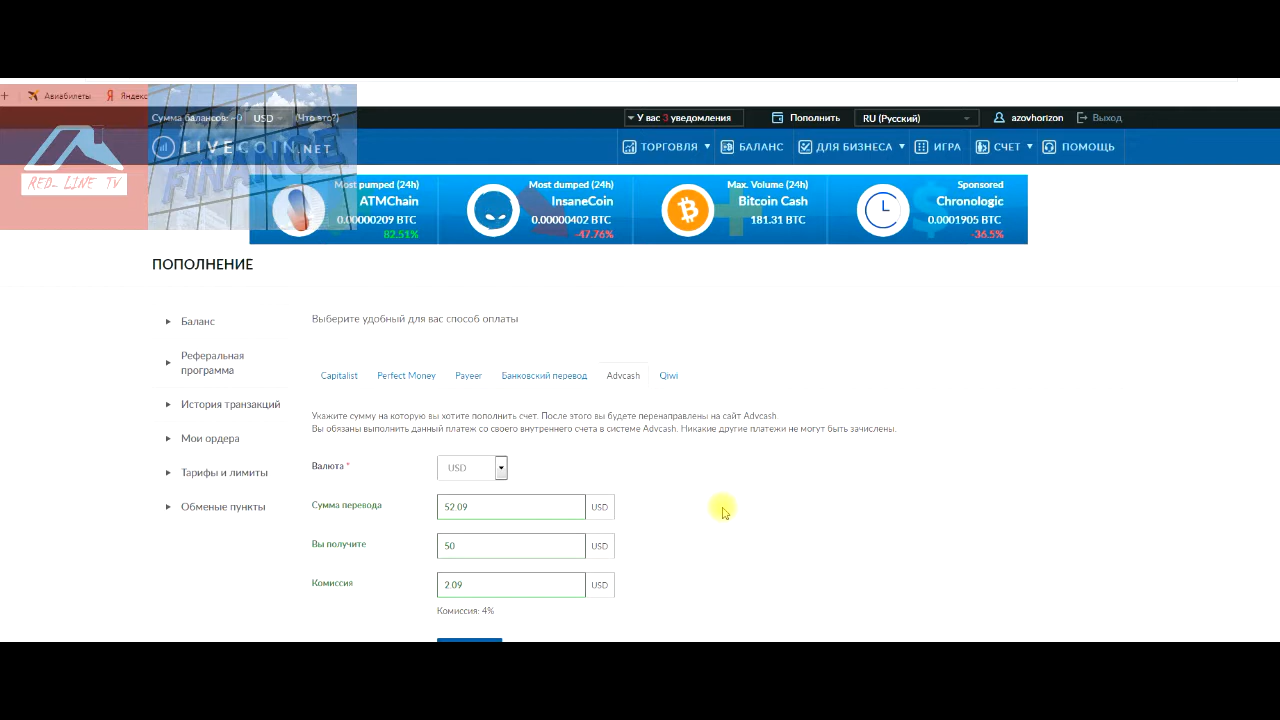 Авиабилеты Яндекс
Сумма балансов: ~0 USD (Что это?) У вас 3 уведомления Пополнить RU (Русский) azovhorizon Выход
LIVECOIN.NET ТОРГОВЛЯ БАЛАНС ДЛЯ БИЗНЕСА ИГРА СЧЕТ ПОМОЩЬ
RED-LINE TV
FINANCE
Most pumped (24h)
ATMChain
0.00000209 BTC
82.51%
Most dumped (24h)
InsaneCoin
0.00000402 BTC
-47.76%
Max. Volume (24h)
Bitcoin Cash
181.31 BTC
Sponsored
Chronologic
0.0001905 BTC
-36.5%
ПОПОЛНЕНИЕ
Баланс
Реферальная
программа
История транзакций
Мои ордера
Тарифы и лимиты
Обменые пункты
Выберите удобный для вас способ оплаты
Capitalist Perfect Money Payeer Банковский перевод Advcash Qiwi
Укажите сумму на которую вы хотите пополнить счет. После этого вы будете перенаправлены на сайт Advcash.
Вы обязаны выполнить данный платеж со своего внутреннего счета в системе Advcash. Никакие другие платежи не могут быть зачислены.
Валюта * USD
Сумма перевода 52.09 USD
Вы получите 50 USD
Комиссия 2.09 USD
Комиссия: 4%